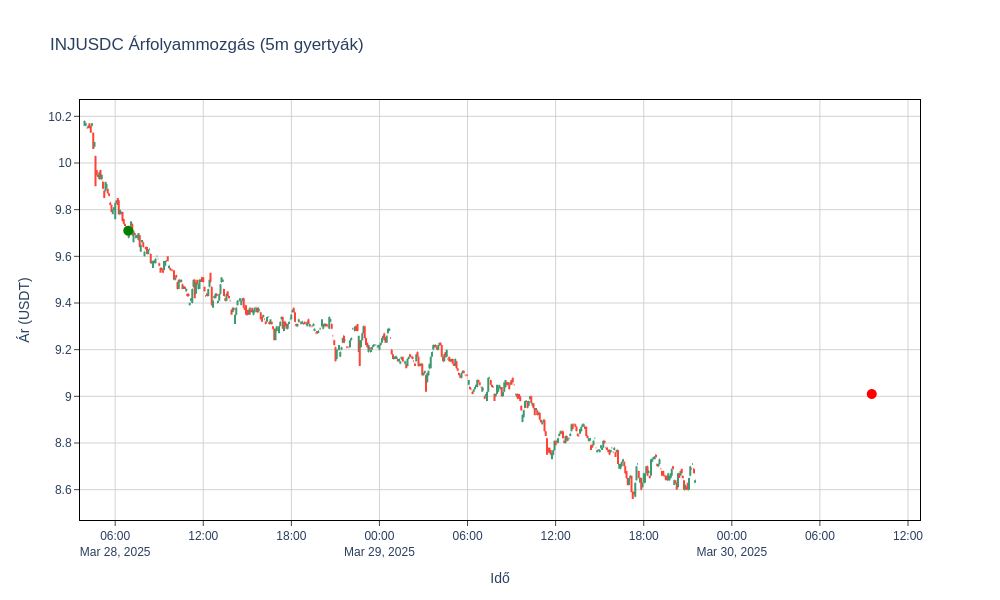 INJUSDC Árfolyammozgás (5m gyertyák)
10.2
10
9.8
9.6
9.4
9.2
9
8.8
8.6
Ár (USDT)
06:00 12:00 18:00 00:00 06:00 12:00 18:00 00:00 06:00 12:00
Mar 28, 2025 Mar 29, 2025 Mar 30, 2025
Idő